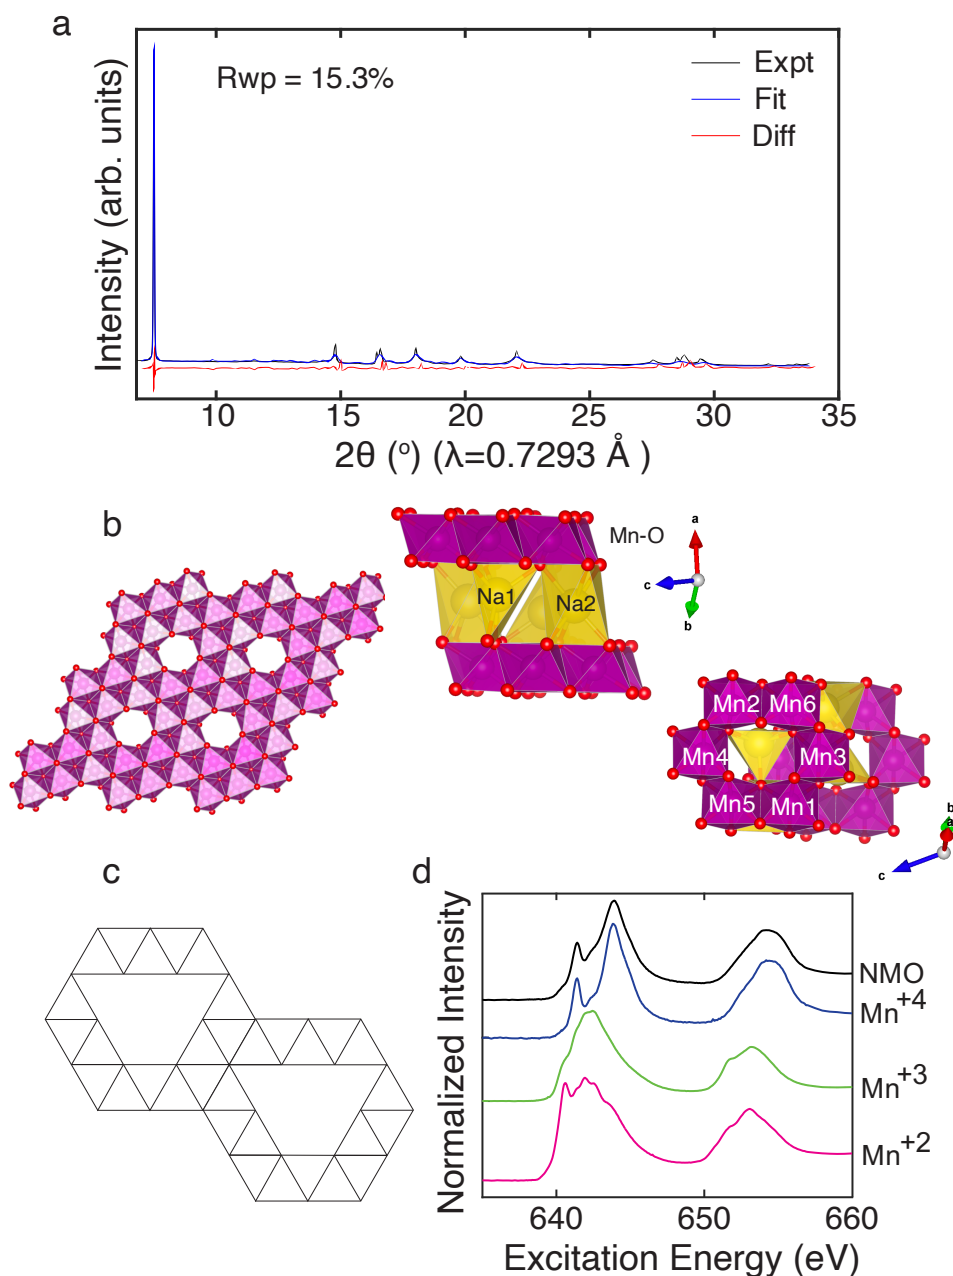 a
Intensity (arb. units)
Rwp = 15.3%
Expt
Fit
Diff
10 15 20 25 30 35
2θ (°) (λ=0.7293 Å )
b
Mn-O
Na1
Na2
a
c
b
Mn2
Mn6
Mn4
Mn3
Mn5
Mn1
b
a
c
c
d
Normalized Intensity
NMO
Mn+4
Mn+3
Mn+2
640 650 660
Excitation Energy (eV)